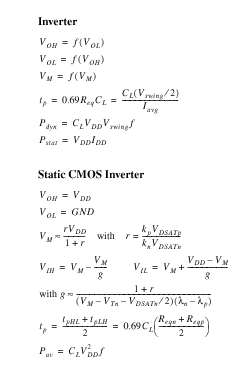 Inverter
V_OH = f(V_OL)
V_OL = f(V_OH)
V_M = f(V_M)
t_p = 0.69R_eq C_L = C_L(V_swing/2) / I_avg
P_dyn = C_L V_DD V_swing f
P_stat = V_DD I_DD
Static CMOS Inverter
V_OH = V_DD
V_OL = GND
V_M ≈ rV_DD / (1 + r) with r = k_p V_DSATp / k_n V_DSATn
V_IH = V_M − V_M / g V_IL = V_M + (V_DD − V_M) / g
with g ≈ (1 + r) / ((V_M − V_Tn − V_DSATn/2)(λ_n − λ_p))
t_p = (t_pHL + t_pLH) / 2 = 0.69C_L((R_eqn + R_eqp) / 2)
P_av = C_L V_DD^2 f